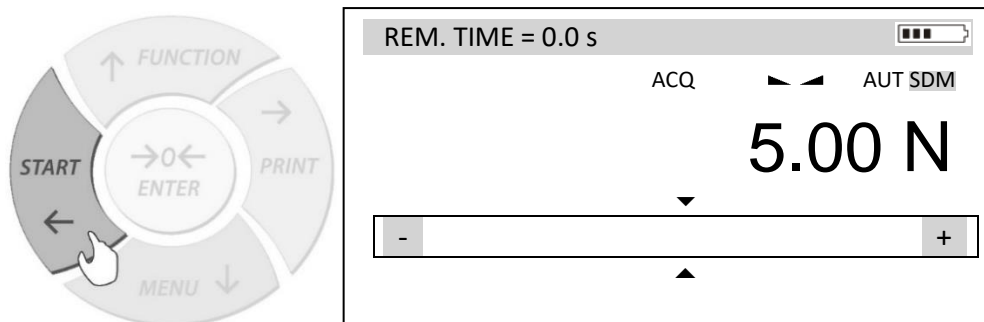 ↑ FUNCTION
START ←
→0←
ENTER
→
PRINT
MENU ↓
REM. TIME = 0.0 s
ACQ AUT SDM
5.00 N
- +